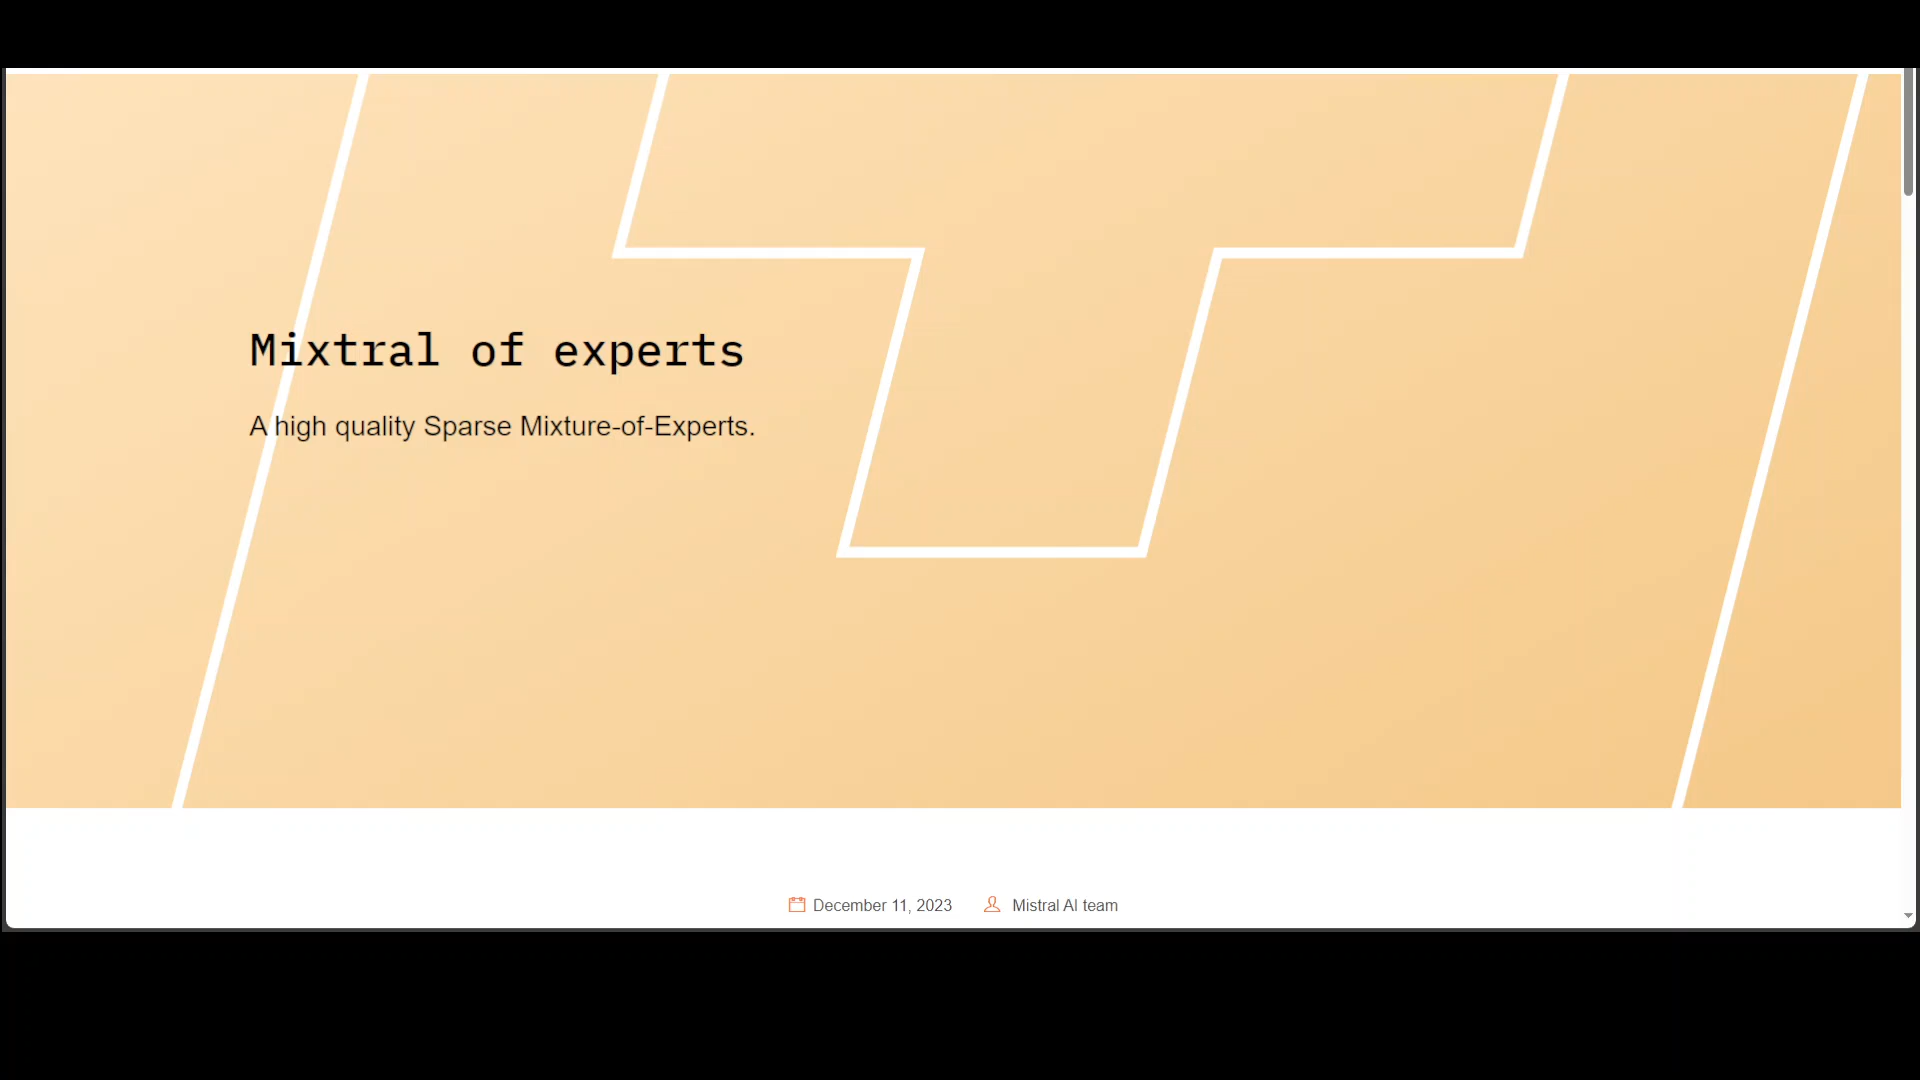 Mixtral of experts
A high quality Sparse Mixture-of-Experts.
December 11, 2023 Mistral AI team